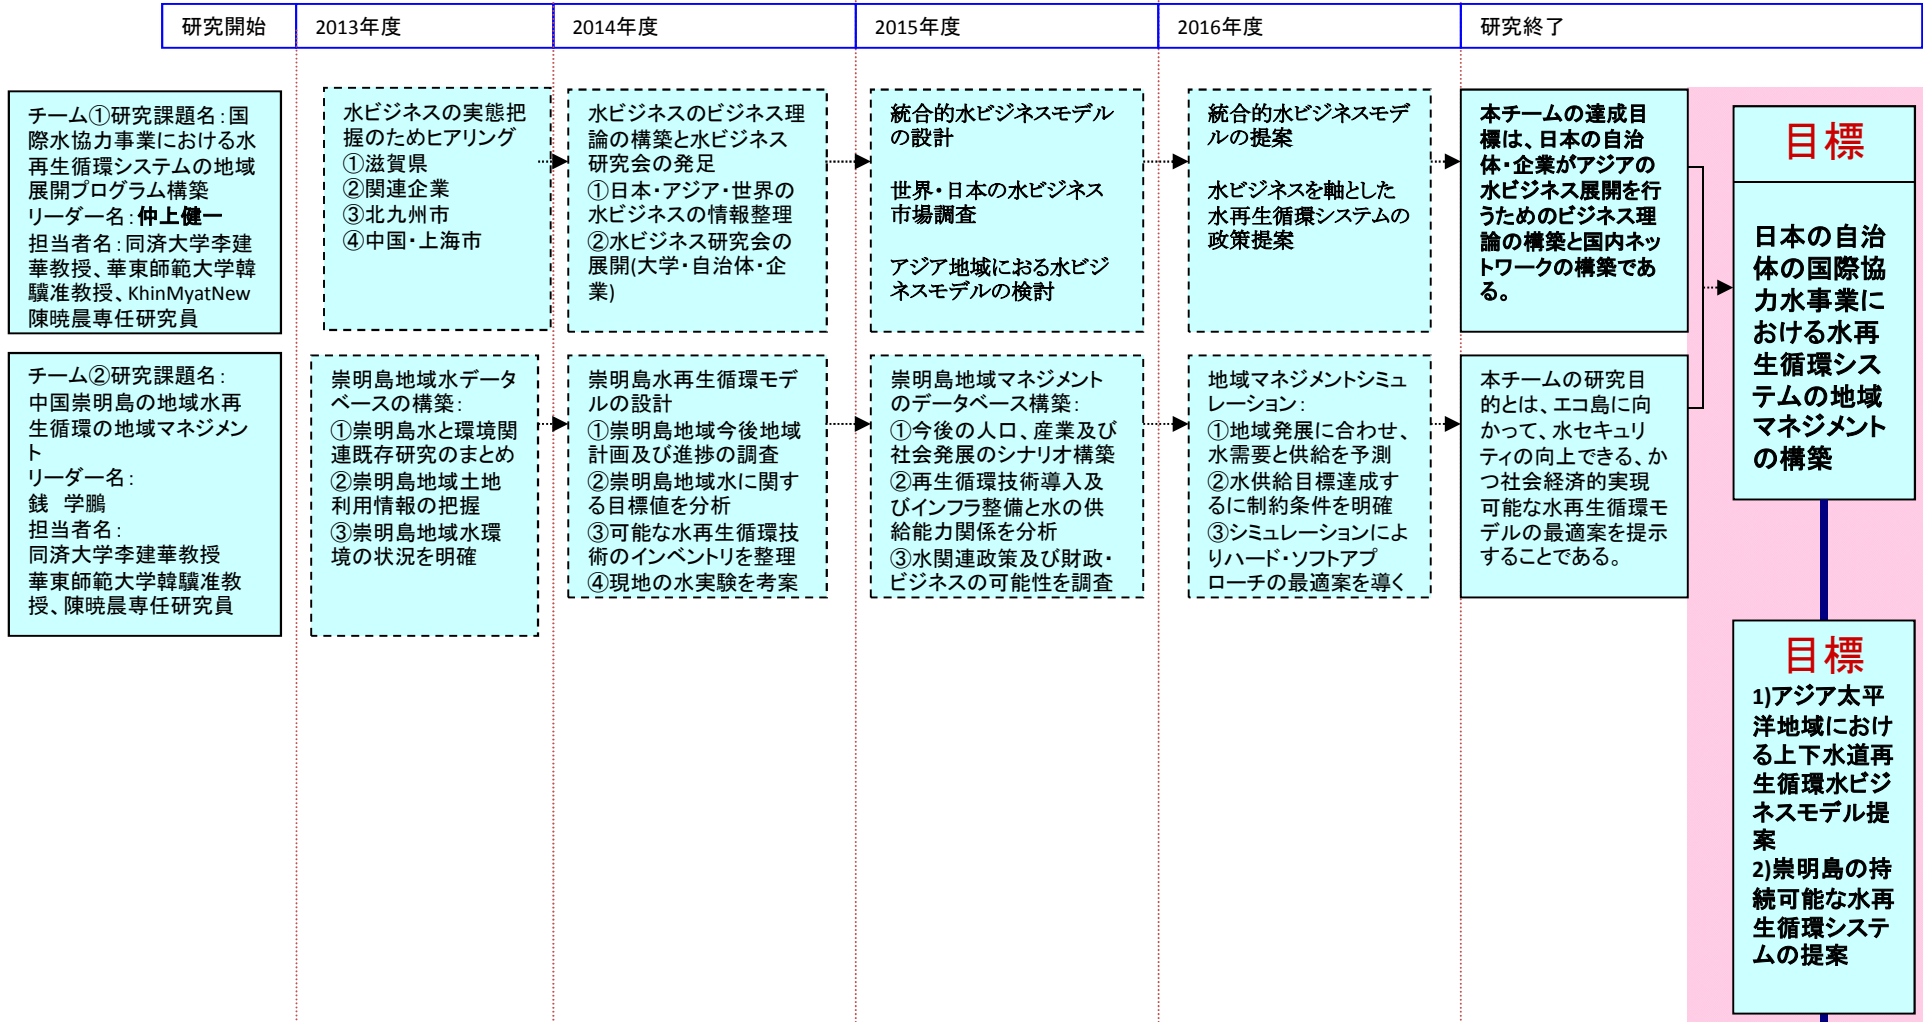 研究開始
2013年度
2014年度
2015年度
2016年度
研究終了
チーム①研究課題名：国
際水協力事業における水
再生循環システムの地域
展開プログラム構築
リーダー名：仲上健一
担当者名：同済大学李建
華教授、華東師範大学韓
驥准教授、KhinMyatNew
陳暁晨専任研究員
水ビジネスの実態把
握のためヒアリング
①滋賀県
②関連企業
③北九州市
④中国・上海市
水ビジネスのビジネス理
論の構築と水ビジネス
研究会の発足
①日本・アジア・世界の
水ビジネスの情報整理
②水ビジネス研究会の
展開(大学・自治体・企
業)
統合的水ビジネスモデル
の設計
世界・日本の水ビジネス
市場調査
アジア地域におる水ビジ
ネスモデルの検討
統合的水ビジネスモデ
ルの提案
水ビジネスを軸とした
水再生循環システムの
政策提案
本チームの達成目
標は、日本の自治
体・企業がアジアの
水ビジネス展開を行
うためのビジネス理
論の構築と国内ネッ
トワークの構築であ
る。
目標
日本の自治
体の国際協
力水事業に
おける水再
生循環シス
テムの地域
マネジメント
の構築
チーム②研究課題名：
中国崇明島の地域水再
生循環の地域マネジメン
ト
リーダー名：
銭　学鵬
担当者名：
同済大学李建華教授
華東師範大学韓驥准教
授、陳暁晨専任研究員
崇明島地域水データ
ベースの構築：
①崇明島水と環境関
連既存研究のまとめ
②崇明島地域土地
利用情報の把握
③崇明島地域水環
境の状況を明確
崇明島水再生循環モデ
ルの設計
①崇明島地域今後地域
計画及び進捗の調査
②崇明島地域水に関す
る目標値を分析
③可能な水再生循環技
術のインベントリを整理
④現地の水実験を考案
崇明島地域マネジメント
のデータベース構築：
①今後の人口、産業及び
社会発展のシナリオ構築
②再生循環技術導入及
びインフラ整備と水の供
給能力関係を分析
③水関連政策及び財政・
ビジネスの可能性を調査
地域マネジメントシミュ
レーション：
①地域発展に合わせ、
水需要と供給を予測
②水供給目標達成す
るに制約条件を明確
③シミュレーションによ
りハード・ソフトアプ
ローチの最適案を導く
本チームの研究目
的とは、エコ島に向
かって、水セキュリ
ティの向上できる、か
つ社会経済的実現
可能な水再生循環モ
デルの最適案を提示
することである。
目標
1)アジア太平
洋地域におけ
る上下水道再
生循環水ビジ
ネスモデル提
案
2)崇明島の持
続可能な水再
生循環システ
ムの提案